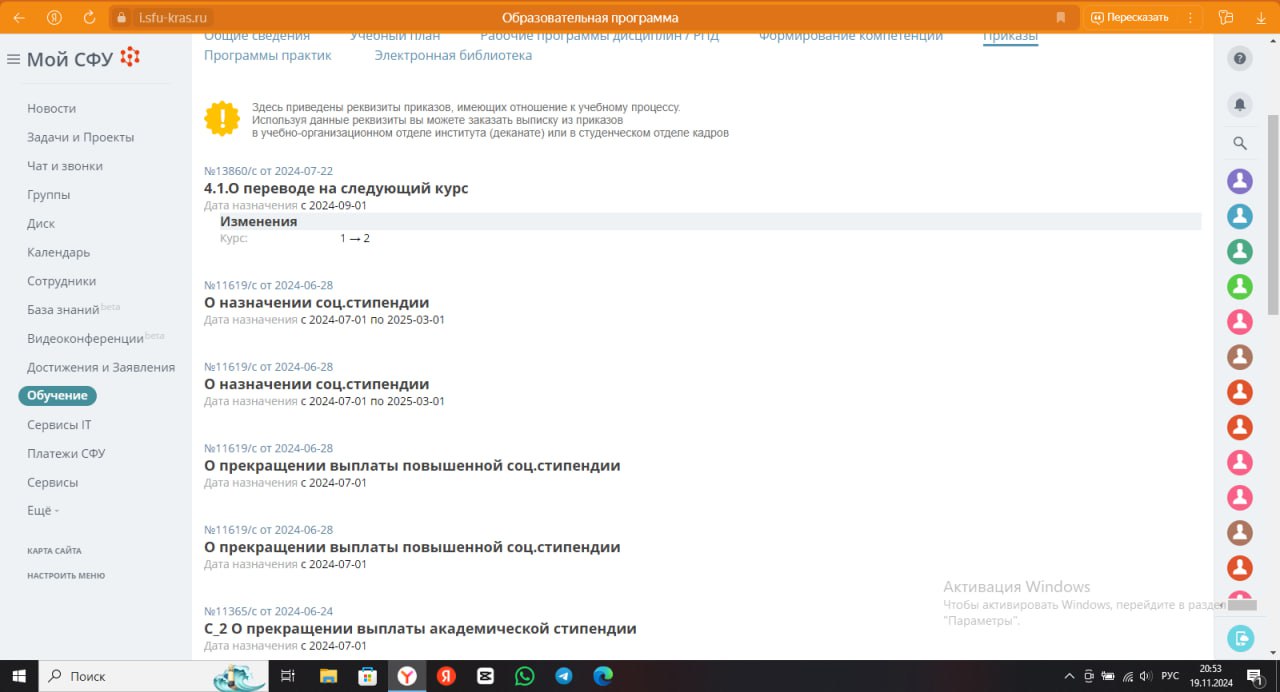 i.sfu-kras.ru
Образовательная программа
Пересказать
Мой СФУ
Общие сведения
Учебный план
Рабочие программы дисциплин / РПД
Формирование компетенций
Приказы
Программы практик
Электронная библиотека
Новости
Задачи и Проекты
Чат и звонки
Группы
Диск
Календарь
Сотрудники
База знаний beta
Видеоконференции beta
Достижения и Заявления
Обучение
Сервисы IT
Платежи СФУ
Сервисы
Ещё
КАРТА САЙТА
НАСТРОИТЬ МЕНЮ
Здесь приведены реквизиты приказов, имеющих отношение к учебному процессу.
Используя данные реквизиты вы можете заказать выписку из приказов
в учебно-организационном отделе института (деканате) или в студенческом отделе кадров
№13860/с от 2024-07-22
4.1.О переводе на следующий курс
Дата назначения с 2024-09-01
Изменения
Курс: 1 → 2
№11619/с от 2024-06-28
О назначении соц.стипендии
Дата назначения с 2024-07-01 по 2025-03-01
№11619/с от 2024-06-28
О назначении соц.стипендии
Дата назначения с 2024-07-01 по 2025-03-01
№11619/с от 2024-06-28
О прекращении выплаты повышенной соц.стипендии
Дата назначения с 2024-07-01
№11619/с от 2024-06-28
О прекращении выплаты повышенной соц.стипендии
Дата назначения с 2024-07-01
№11365/с от 2024-06-24
С_2 О прекращении выплаты академической стипендии
Дата назначения с 2024-07-01
Активация Windows
Чтобы активировать Windows, перейдите в раздел
"Параметры".
Поиск
РУС
20:53
19.11.2024
1